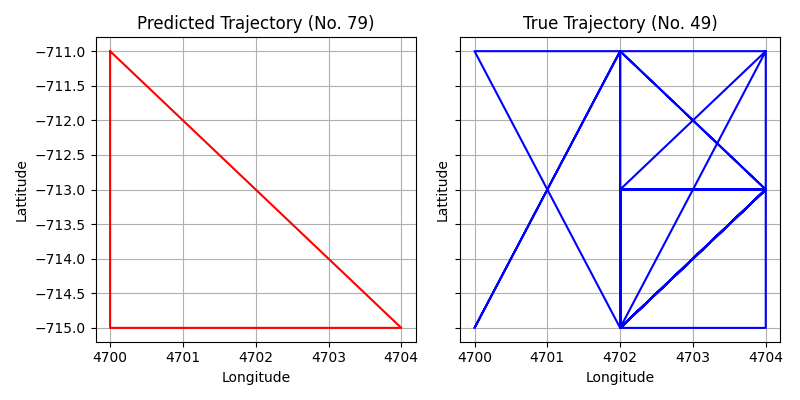 Predicted Trajectory (No. 79)
True Trajectory (No. 49)
Lattitude
−711.0
−711.5
−712.0
−712.5
−713.0
−713.5
−714.0
−714.5
−715.0
4700 4701 4702 4703 4704
Longitude
Lattitude
4700 4701 4702 4703 4704
Longitude